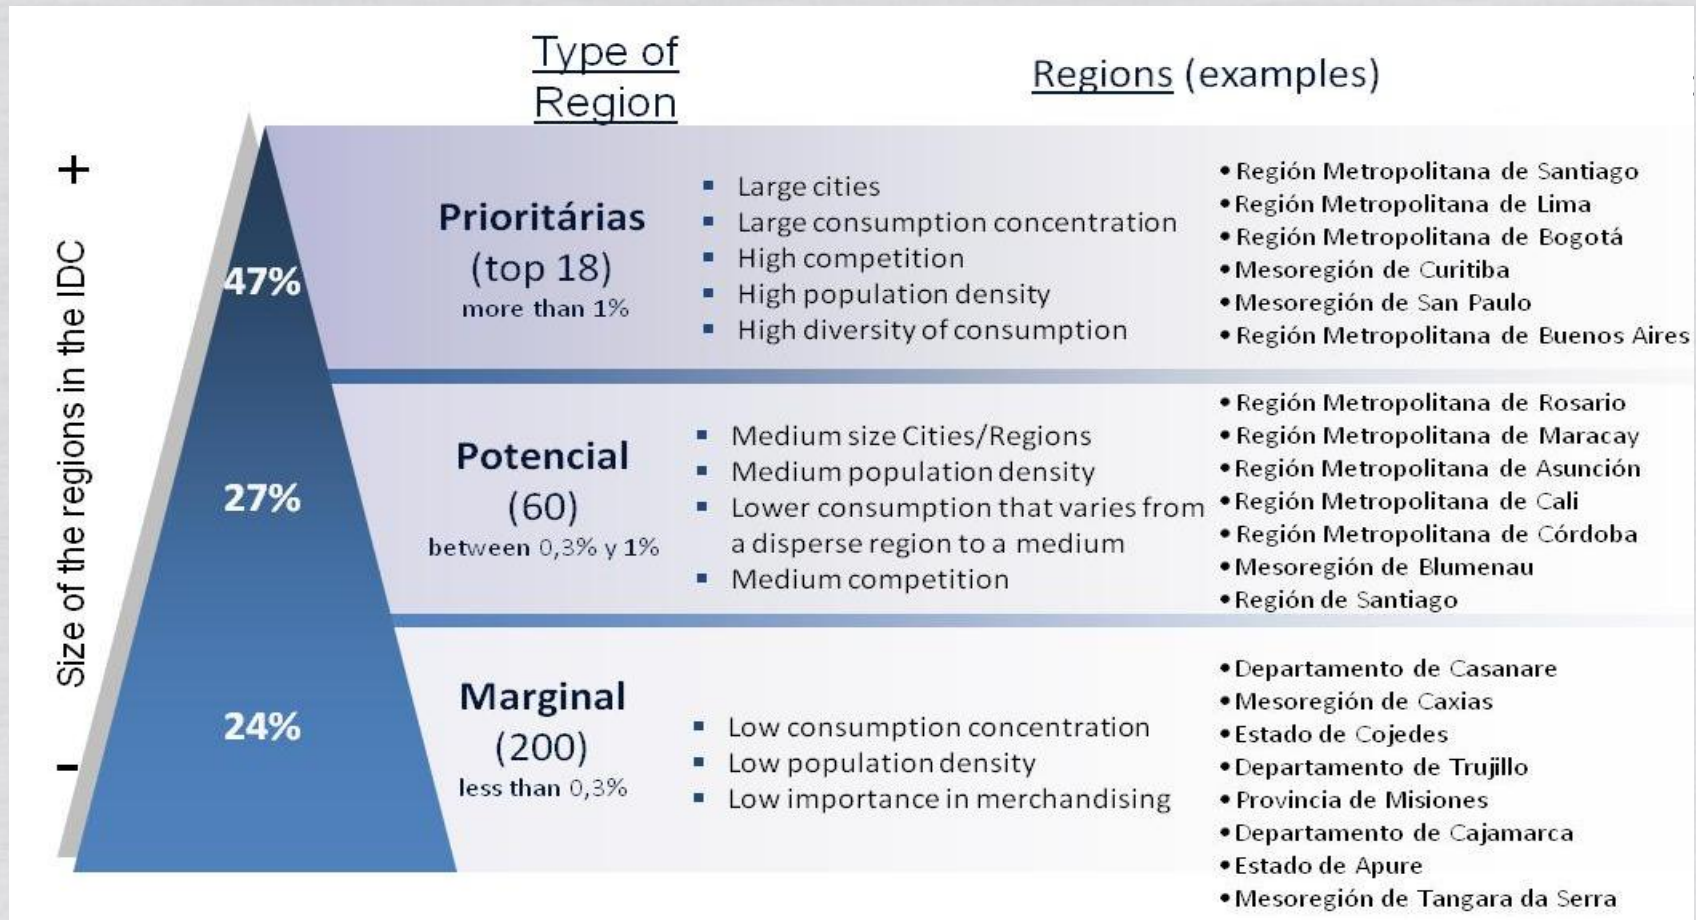 Type of
Region
Regions (examples)
+
Size of the regions in the IDC
-
47%
Prioritárias
(top 18)
more than 1%
▪ Large cities
▪ Large consumption concentration
▪ High competition
▪ High population density
▪ High diversity of consumption
• Región Metropolitana de Santiago
• Región Metropolitana de Lima
• Región Metropolitana de Bogotá
• Mesoregión de Curitiba
• Mesoregión de San Paulo
• Región Metropolitana de Buenos Aires
27%
Potencial
(60)
between 0,3% y 1%
▪ Medium size Cities/Regions
▪ Medium population density
▪ Lower consumption that varies from
a disperse region to a medium
▪ Medium competition
• Región Metropolitana de Rosario
• Región Metropolitana de Maracay
• Región Metropolitana de Asunción
• Región Metropolitana de Cali
• Región Metropolitana de Córdoba
• Mesoregión de Blumenau
• Región de Santiago
24%
Marginal
(200)
less than 0,3%
▪ Low consumption concentration
▪ Low population density
▪ Low importance in merchandising
• Departamento de Casanare
• Mesoregión de Caxias
• Estado de Cojedes
• Departamento de Trujillo
• Provincia de Misiones
• Departamento de Cajamarca
• Estado de Apure
• Mesoregión de Tangara da Serra